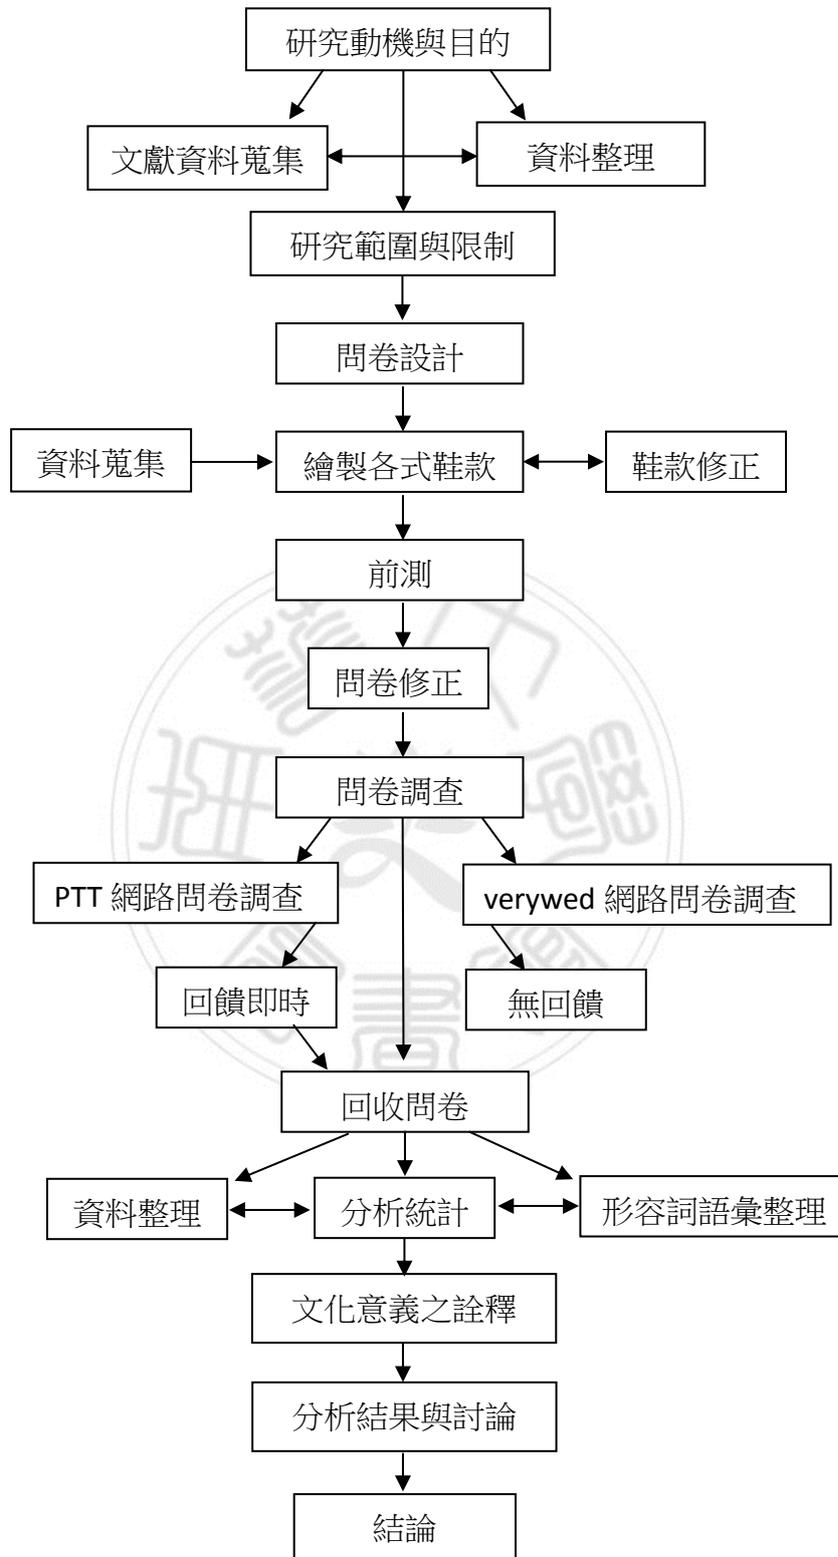 研究動機與目的
文獻資料蒐集
資料整理
研究範圍與限制
問卷設計
資料蒐集
繪製各式鞋款
鞋款修正
前測
問卷修正
問卷調查
PTT 網路問卷調查
verywed 網路問卷調查
回饋即時
無回饋
回收問卷
資料整理
分析統計
形容詞語彙整理
文化意義之詮釋
分析結果與討論
結論